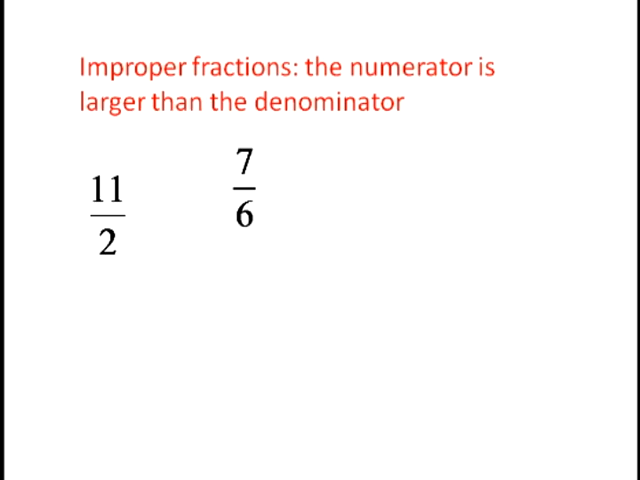 Improper fractions: the numerator is
larger than the denominator
11
2
7
6